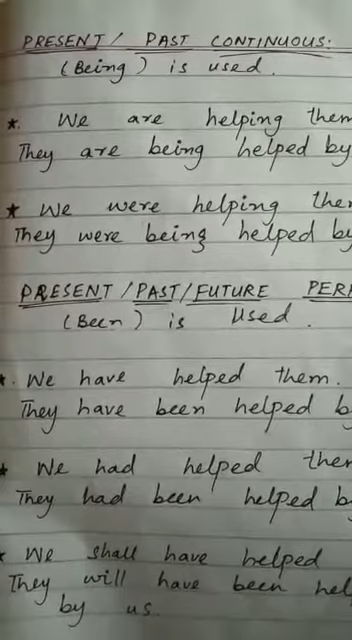 PRESENT / PAST CONTINUOUS:
(Being) is used.
*. We are helping them
They are being helped by
* We were helping
They were being helped by
PRESENT / PAST / FUTURE
(Been) is Used.
*. We have helped them.
They have been helped
* We had helped
They had been helped
* We shall have helped
They will have been
by us.